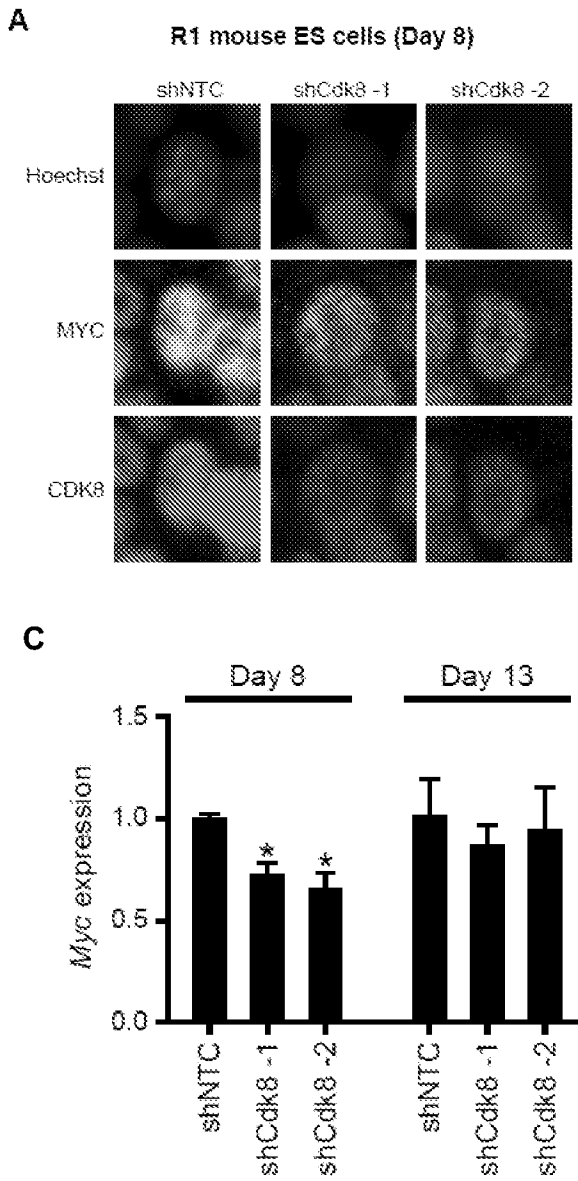 A
R1 mouse ES cells (Day 8)
shNTC shCdk8 -1 shCdk8 -2
Hoechst
MYC
CDK8
C
Day 8 Day 13
Myc expression
1.5
1.0
0.5
0.0
* *
shNTC shCdk8 -1 shCdk8 -2 shNTC shCdk8 -1 shCdk8 -2